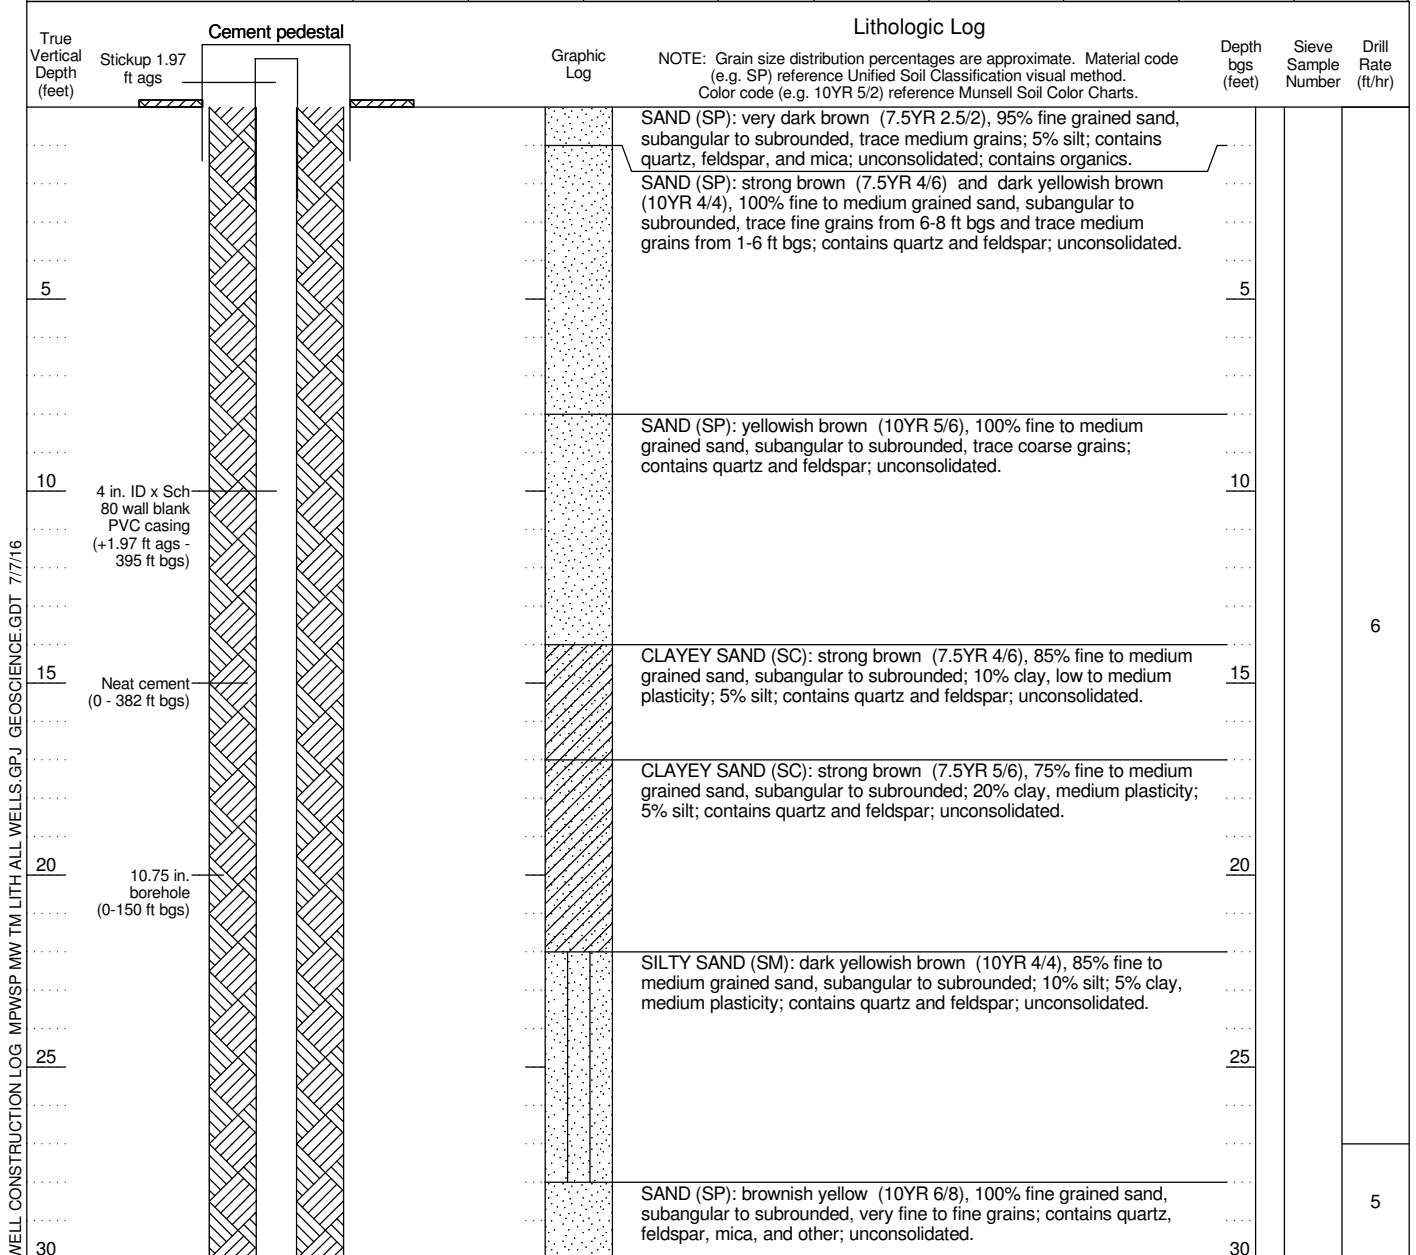 Lithologic Log
True
Vertical
Depth
(feet)
Stickup 1.97
ft ags
Cement pedestal
Graphic
Log
NOTE: Grain size distribution percentages are approximate. Material code
(e.g. SP) reference Unified Soil Classification visual method.
Color code (e.g. 10YR 5/2) reference Munsell Soil Color Charts.
Depth
bgs
(feet)
Sieve
Sample
Number
Drill
Rate
(ft/hr)
SAND (SP): very dark brown (7.5YR 2.5/2), 95% fine grained sand,
subangular to subrounded, trace medium grains; 5% silt; contains
quartz, feldspar, and mica; unconsolidated; contains organics.
SAND (SP): strong brown (7.5YR 4/6) and dark yellowish brown
(10YR 4/4), 100% fine to medium grained sand, subangular to
subrounded, trace fine grains from 6-8 ft bgs and trace medium
grains from 1-6 ft bgs; contains quartz and feldspar; unconsolidated.
5
5
SAND (SP): yellowish brown (10YR 5/6), 100% fine to medium
grained sand, subangular to subrounded, trace coarse grains;
contains quartz and feldspar; unconsolidated.
10
10
4 in. ID x Sch
80 wall blank
PVC casing
(+1.97 ft ags -
395 ft bgs)
6
CLAYEY SAND (SC): strong brown (7.5YR 4/6), 85% fine to medium
grained sand, subangular to subrounded; 10% clay, low to medium
plasticity; 5% silt; contains quartz and feldspar; unconsolidated.
15
15
Neat cement
(0 - 382 ft bgs)
CLAYEY SAND (SC): strong brown (7.5YR 5/6), 75% fine to medium
grained sand, subangular to subrounded; 20% clay, medium plasticity;
5% silt; contains quartz and feldspar; unconsolidated.
20
20
10.75 in.
borehole
(0-150 ft bgs)
SILTY SAND (SM): dark yellowish brown (10YR 4/4), 85% fine to
medium grained sand, subangular to subrounded; 10% silt; 5% clay,
medium plasticity; contains quartz and feldspar; unconsolidated.
25
25
SAND (SP): brownish yellow (10YR 6/8), 100% fine grained sand,
subangular to subrounded, very fine to fine grains; contains quartz,
feldspar, mica, and other; unconsolidated.
5
30
30
WELL CONSTRUCTION LOG MPWSP MW TM LITH ALL WELLS.GPJ GEOSCIENCE.GDT 7/7/16